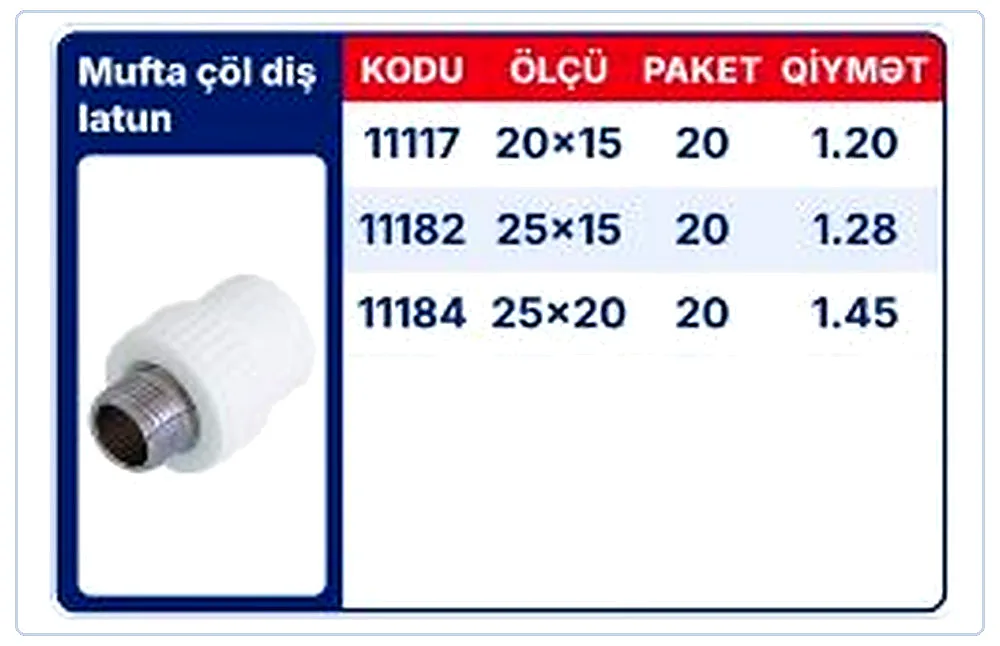 Mufta çöl diş
latun
KODU ÖLÇÜ PAKET QİYMƏT
11117 20×15 20 1.20
11182 25×15 20 1.28
11184 25×20 20 1.45